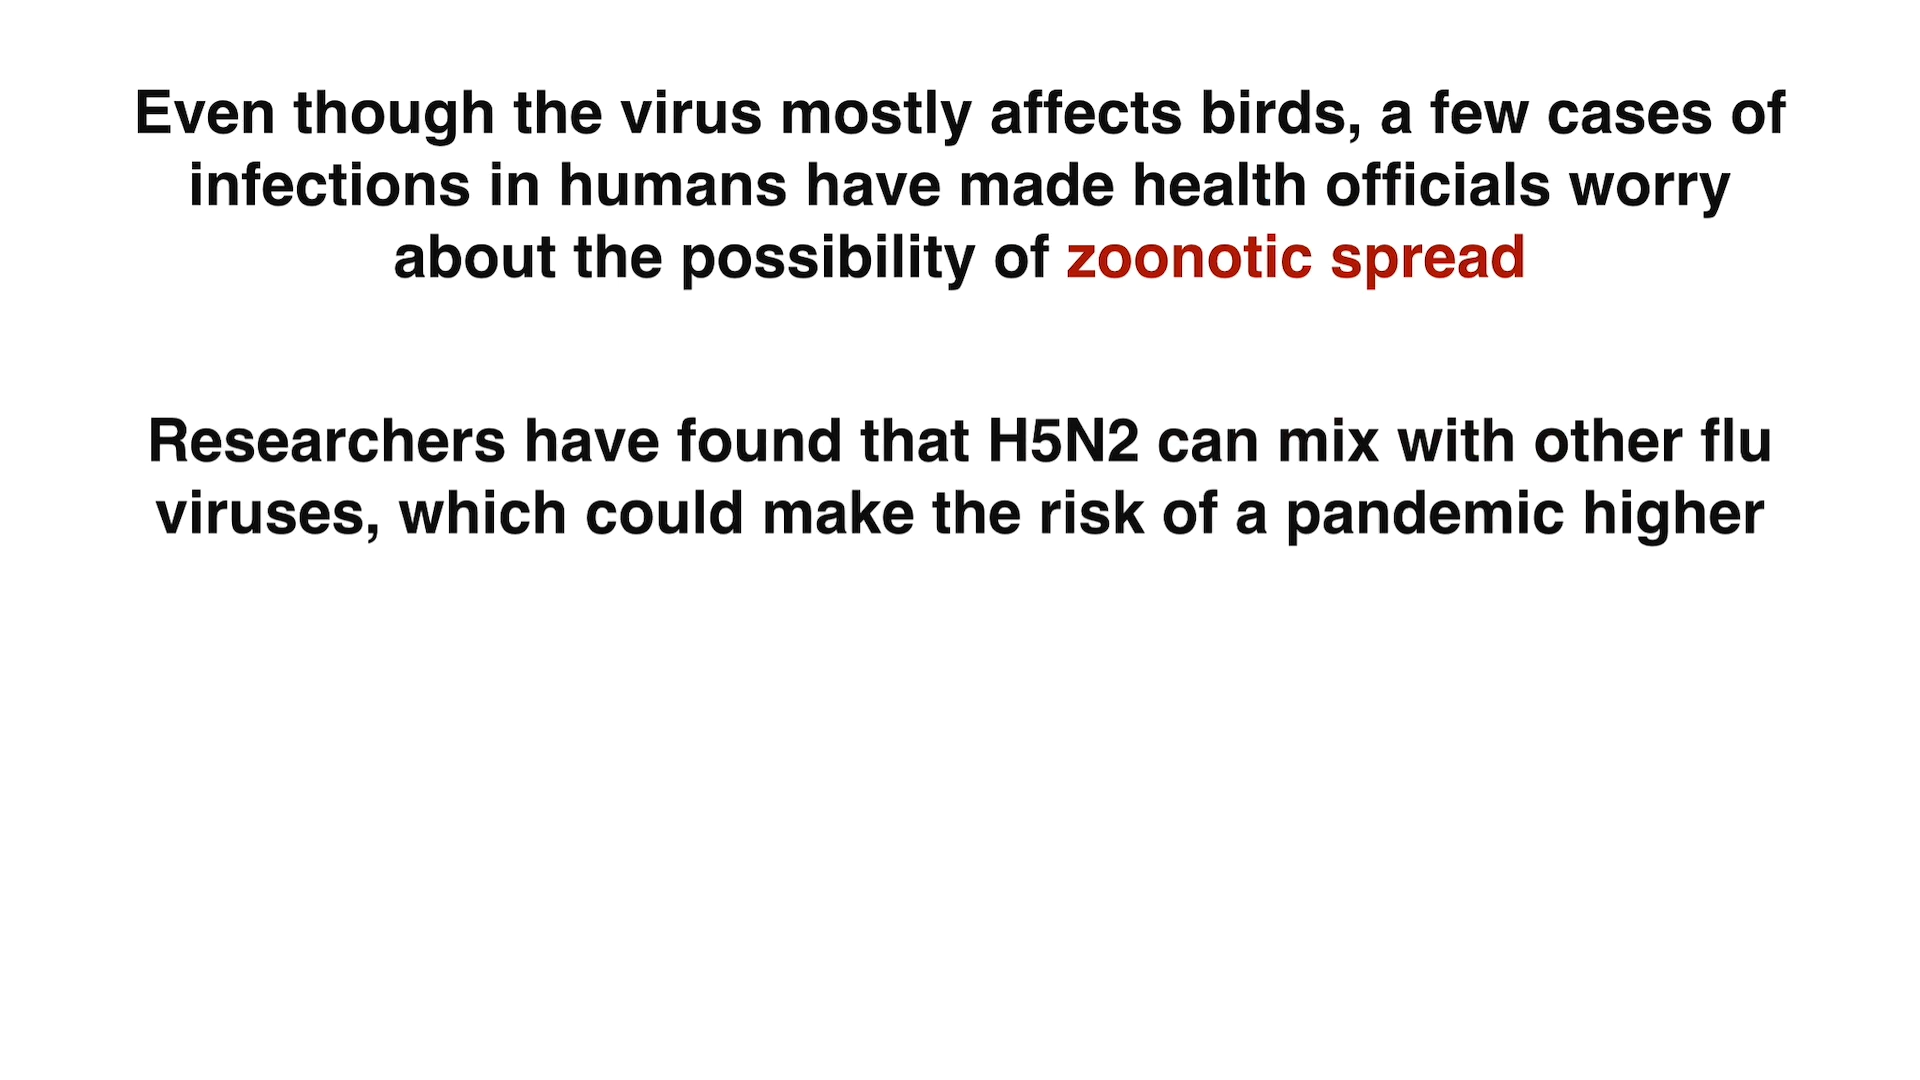 Even though the virus mostly affects birds, a few cases of
infections in humans have made health officials worry
about the possibility of zoonotic spread
Researchers have found that H5N2 can mix with other flu
viruses, which could make the risk of a pandemic higher